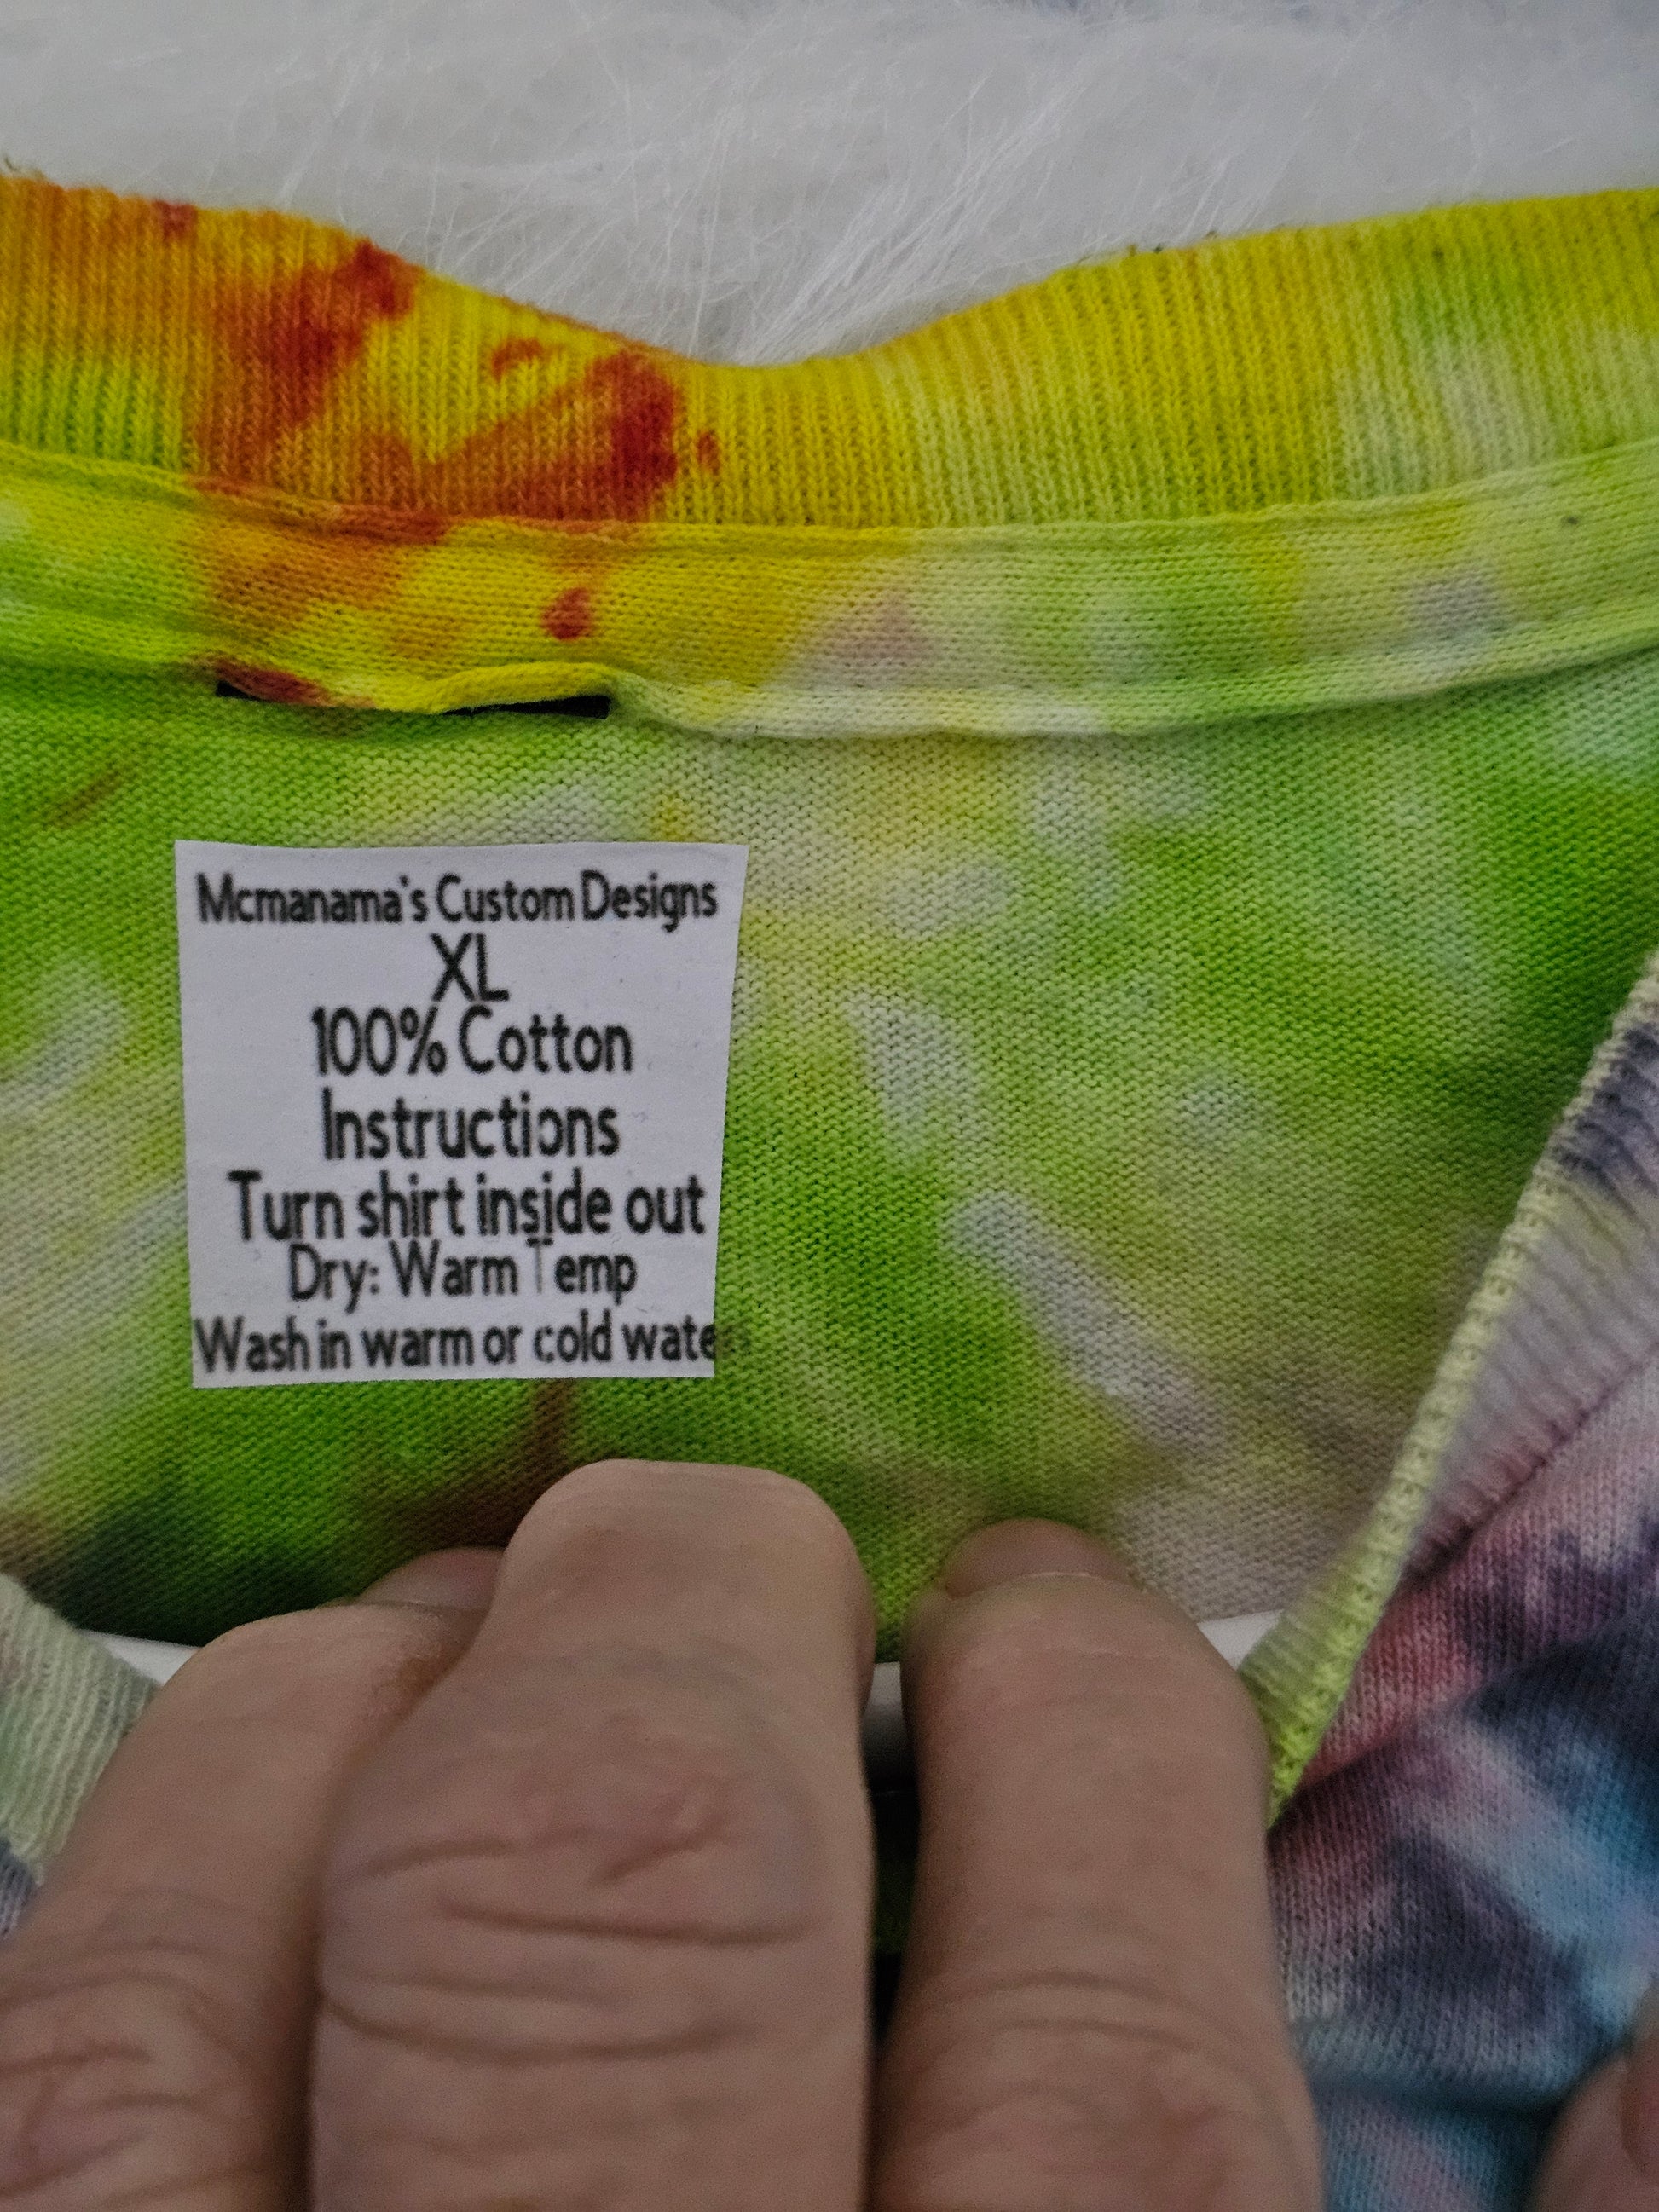 Mcmanama's Custom Designs
XL
100% Cotton
Instructions
Turn shirt inside out
Dry: Warm Temp
Wash in warm or cold water